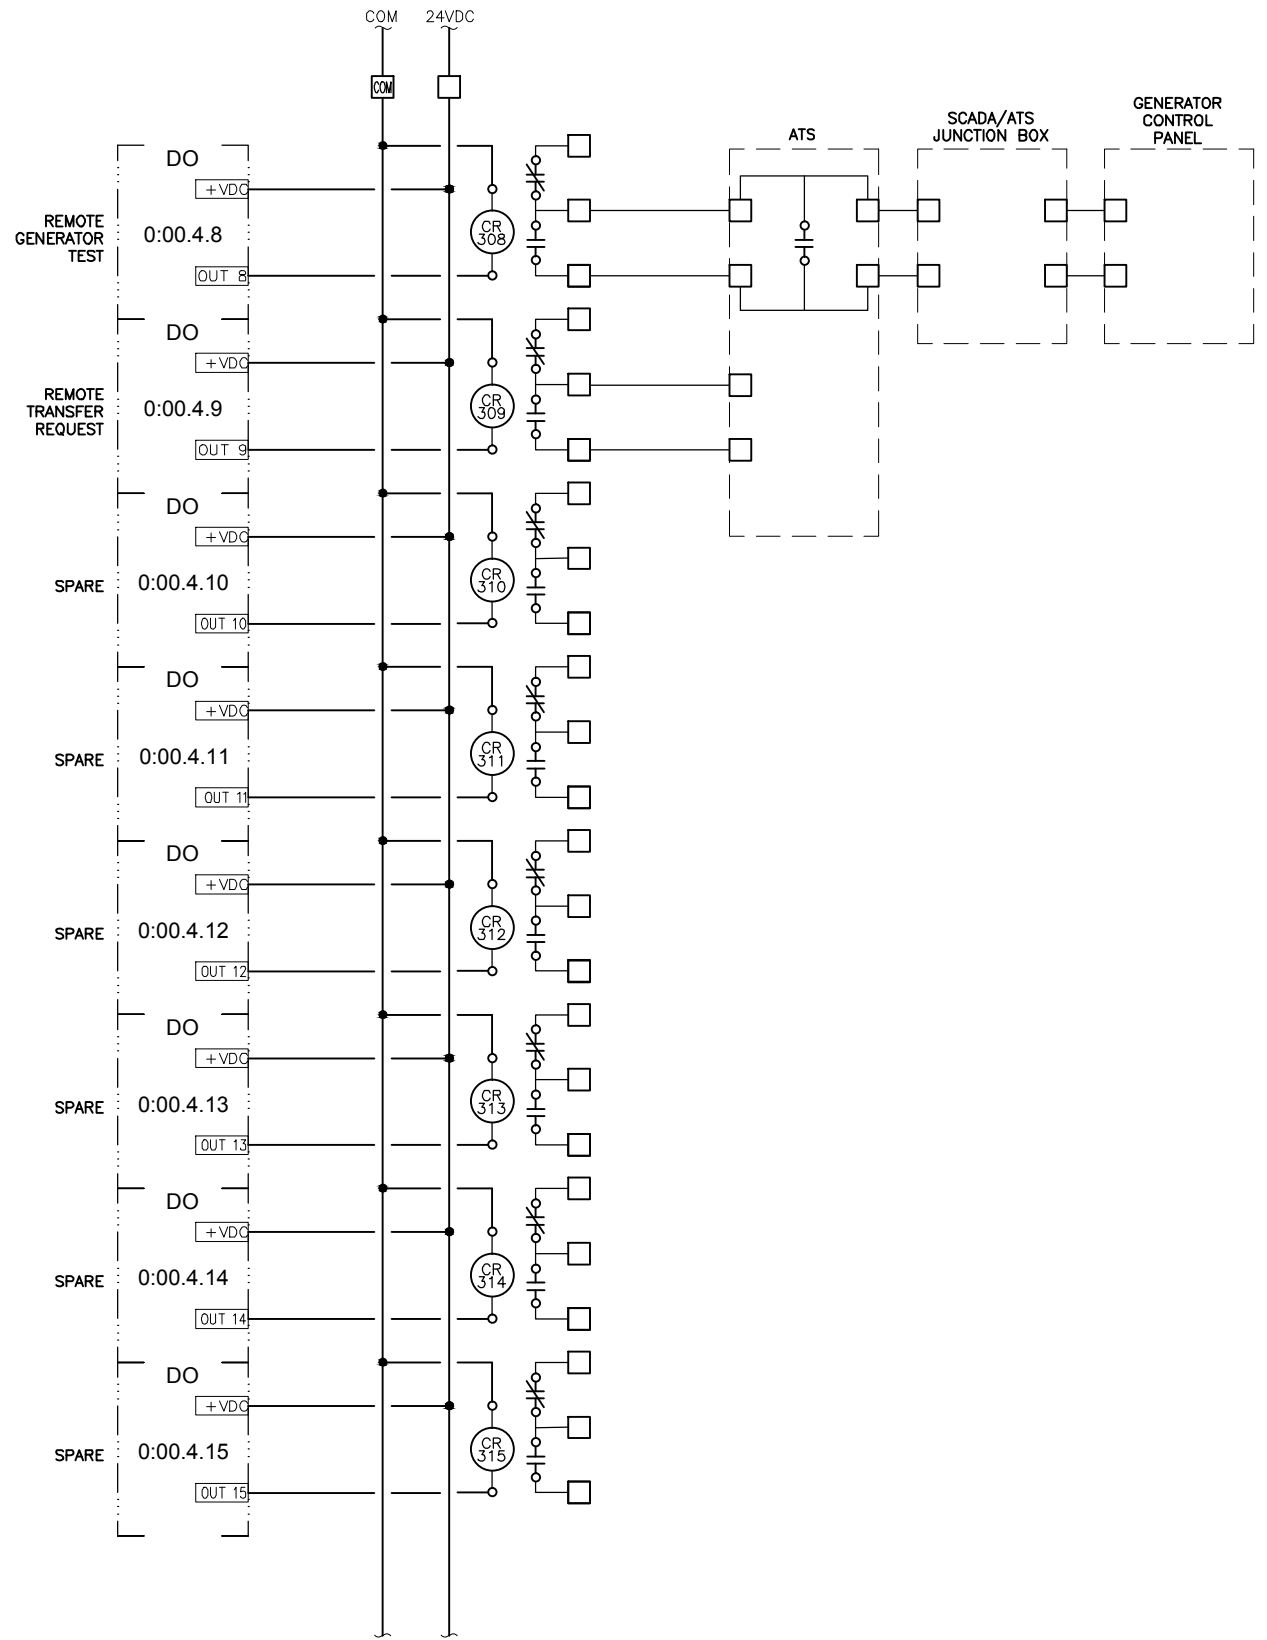 COM 24VDC
COM
ATS
SCADA/ATS
JUNCTION BOX
GENERATOR
CONTROL
PANEL
DO
+VDC
REMOTE
GENERATOR
TEST
0:00.4.8
CR
308
OUT 8
DO
+VDC
REMOTE
TRANSFER
REQUEST
0:00.4.9
CR
309
OUT 9
DO
+VDC
SPARE
0:00.4.10
CR
310
OUT 10
DO
+VDC
SPARE
0:00.4.11
CR
311
OUT 11
DO
+VDC
SPARE
0:00.4.12
CR
312
OUT 12
DO
+VDC
SPARE
0:00.4.13
CR
313
OUT 13
DO
+VDC
SPARE
0:00.4.14
CR
314
OUT 14
DO
+VDC
SPARE
0:00.4.15
CR
315
OUT 15